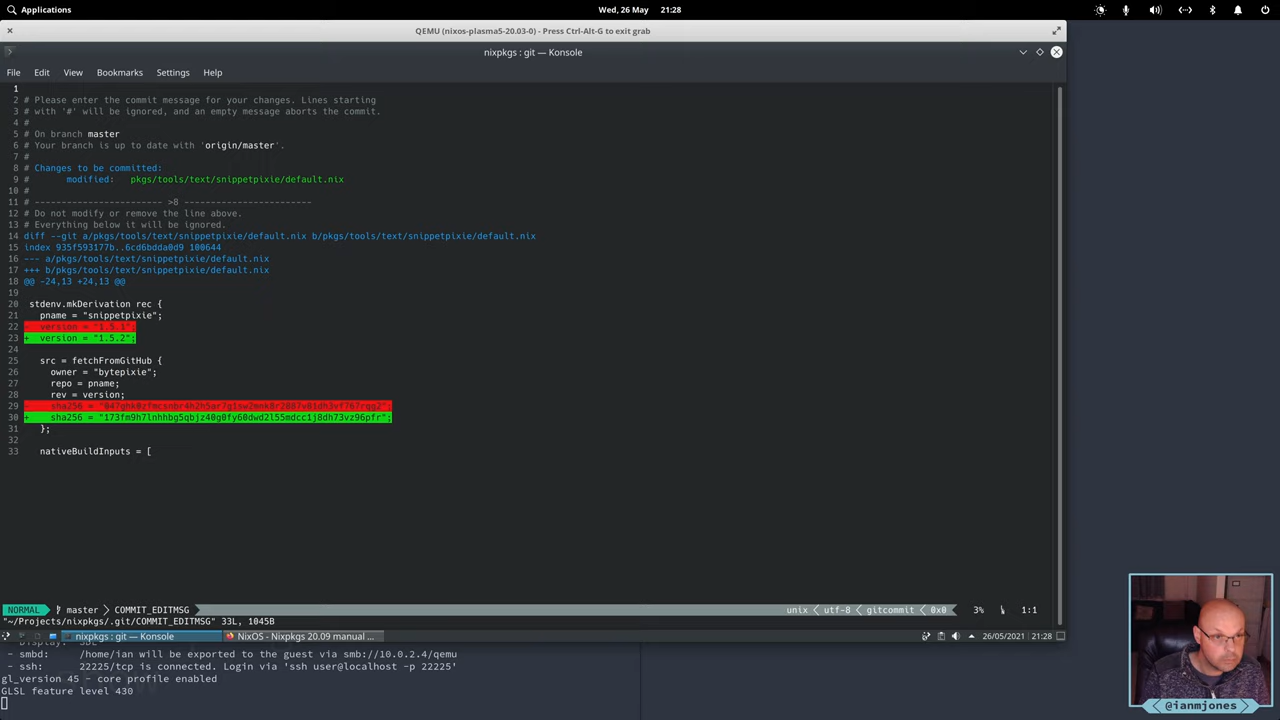 Applications
Wed, 26 May 21:28
QEMU (nixos-plasma5-20.03-0) - Press Ctrl-Alt-G to exit grab
nixpkgs : git — Konsole
File Edit View Bookmarks Settings Help
1
2 # Please enter the commit message for your changes. Lines starting
3 # with '#' will be ignored, and an empty message aborts the commit.
4 #
5 # On branch master
6 # Your branch is up to date with 'origin/master'.
7 #
8 # Changes to be committed:
9 # modified: pkgs/tools/text/snippetpixie/default.nix
10 #
11 # ------------------------ >8 ------------------------
12 # Do not modify or remove the line above.
13 # Everything below it will be ignored.
14 diff --git a/pkgs/tools/text/snippetpixie/default.nix b/pkgs/tools/text/snippetpixie/default.nix
15 index 935f593177b..6cd6bdda0d9 100644
16 --- a/pkgs/tools/text/snippetpixie/default.nix
17 +++ b/pkgs/tools/text/snippetpixie/default.nix
18 @@ -24,13 +24,13 @@
19
20 stdenv.mkDerivation rec {
21 pname = "snippetpixie";
22 - version = "1.5.1";
23 + version = "1.5.2";
24
25 src = fetchFromGitHub {
26 owner = "bytepixie";
27 repo = pname;
28 rev = version;
29 - sha256 =
30 + sha256 = "173fm9h7lnhhbg5qbjz40g0fy60dwd2l55mdcc1j8dh73vz96pfr";
31 };
32
33 nativeBuildInputs = [
NORMAL master COMMIT_EDITMSG unix utf-8 gitcommit 0x0 3% 1:1
"~/Projects/nixpkgs/.git/COMMIT_EDITMSG" 33L, 1045B
nixpkgs : git — Konsole NixOS - Nixpkgs 20.09 manual ... 26/05/2021 21:28
- smbd: /home/ian will be exported to the guest via smb://10.0.2.4/qemu
- ssh: 22225/tcp is connected. Login via 'ssh user@localhost -p 22225'
gl_version 45 - core profile enabled
GLSL feature level 430
@ianmjones